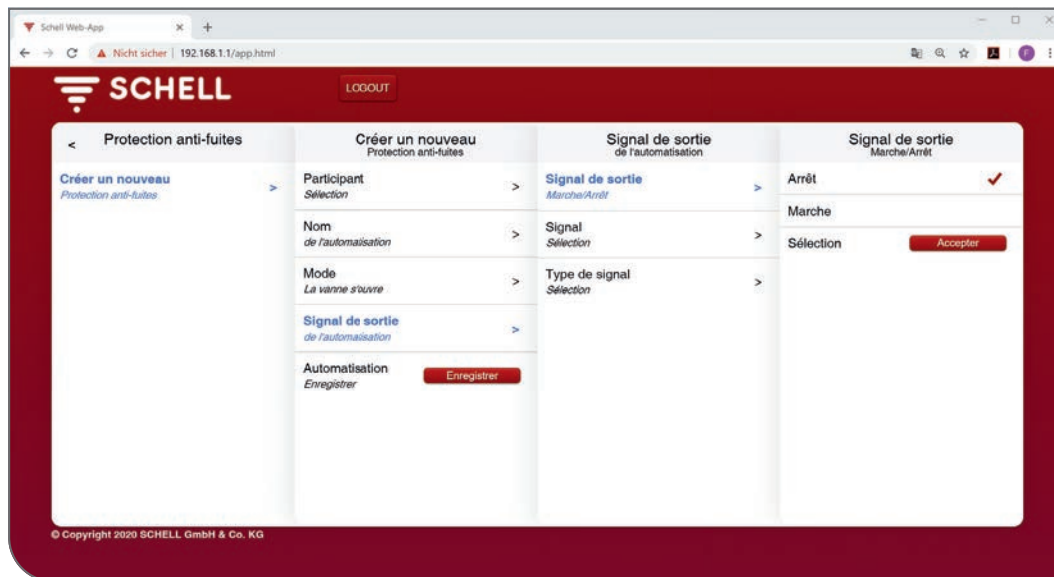 Schell Web-App
Nicht sicher | 192.168.1.1/app.html
F
SCHELL
LOGOUT
< Protection anti-fuites
Créer un nouveau >
Protection anti-fuites
Créer un nouveau
Protection anti-fuites
Participant >
Sélection
Nom >
de l'automatisation
Mode >
La vanne s'ouvre
Signal de sortie >
de l'automatisation
Automatisation
Enregistrer
Enregistrer
Signal de sortie
de l'automatisation
Signal de sortie >
Marche/Arrêt
Signal >
Sélection
Type de signal >
Sélection
Signal de sortie
Marche/Arrêt
Arrêt
Marche
Sélection Accepter
© Copyright 2020 SCHELL GmbH & Co. KG